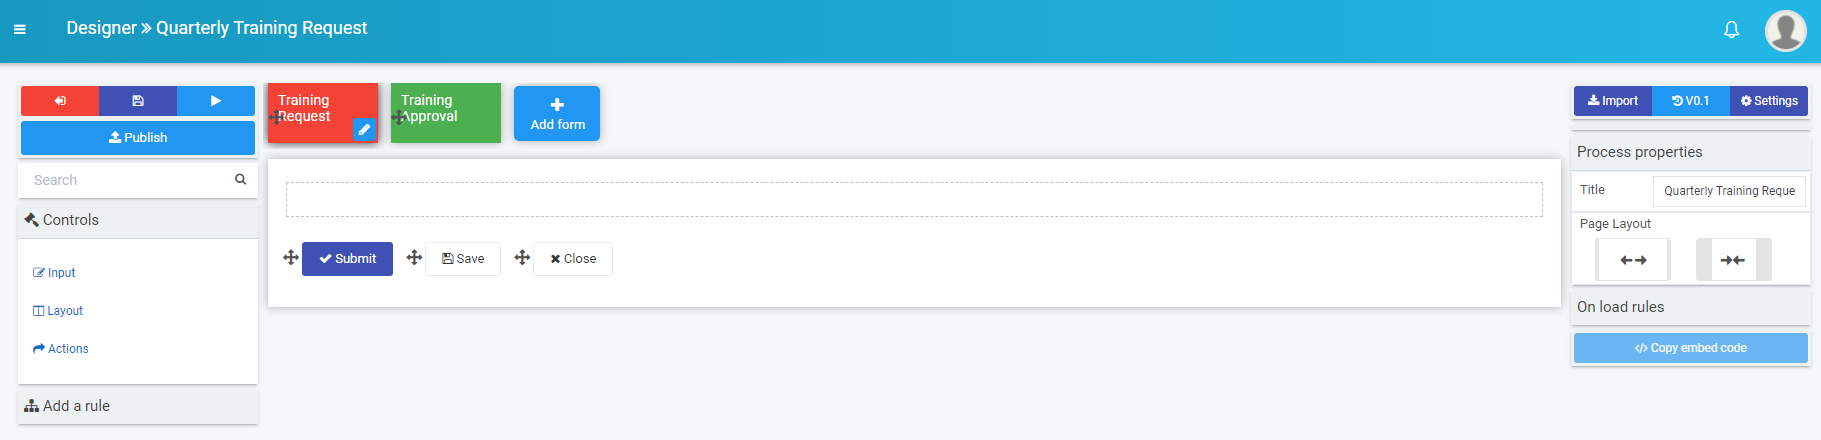 Designer » Quarterly Training Request
Publish
Search
Controls
Input
Layout
Actions
Add a rule
Training
Request
Training
Approval
Add form
Submit
Save
Close
Import
V0.1
Settings
Process properties
Title
Quarterly Training Reque
Page Layout
On load rules
</> Copy embed code